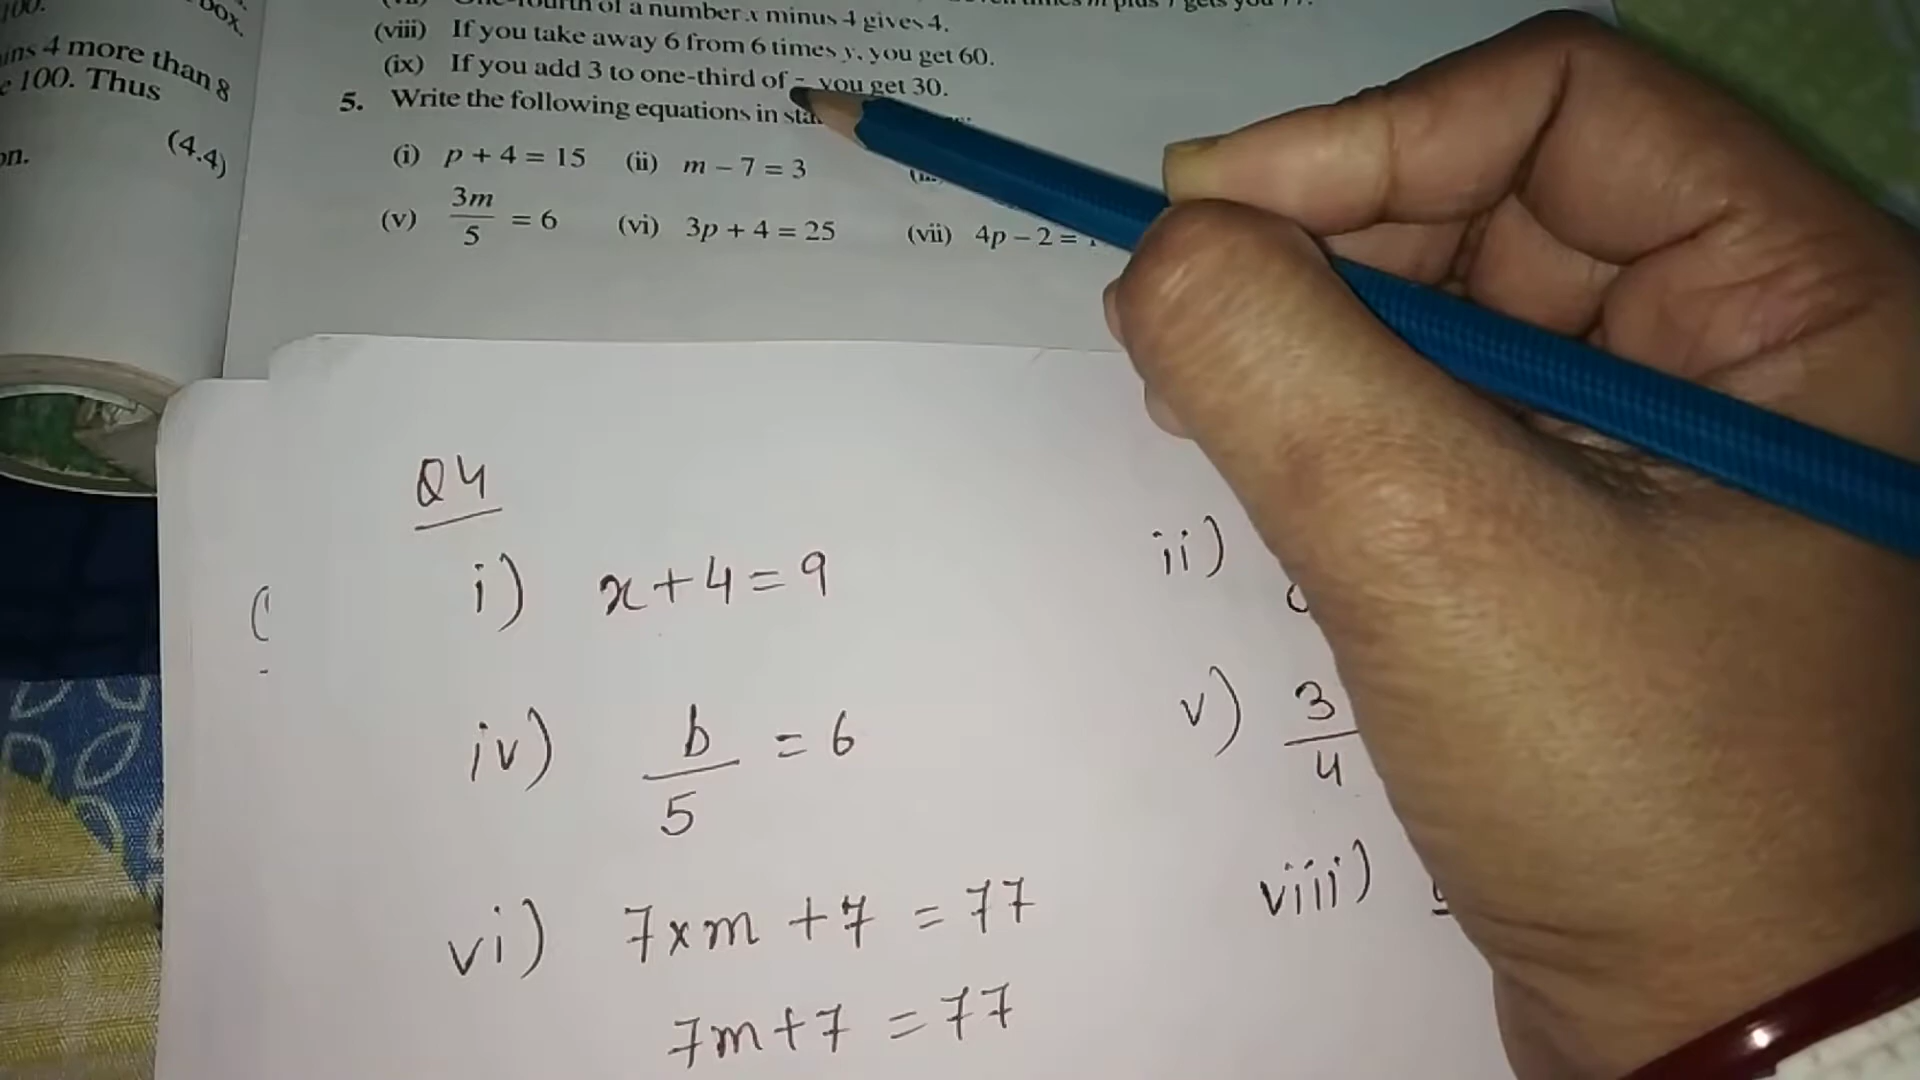 100.
box.
4 more than 8
100. Thus
(4.4)
on.
of a number x minus 4 gives 4.
(viii) If you take away 6 from 6 times y, you get 60.
(ix) If you add 3 to one-third of you get 30.
5. Write the following equations in
(i) p + 4 = 15 (ii) m – 7 = 3
(v) 3m/5 = 6 (vi) 3p + 4 = 25 (vii) 4p – 2 =
Q4
i) x + 4 = 9 ii)
iv) b/5 = 6 v) 3/4
vi) 7 x m + 7 = 77 viii)
7m + 7 = 77